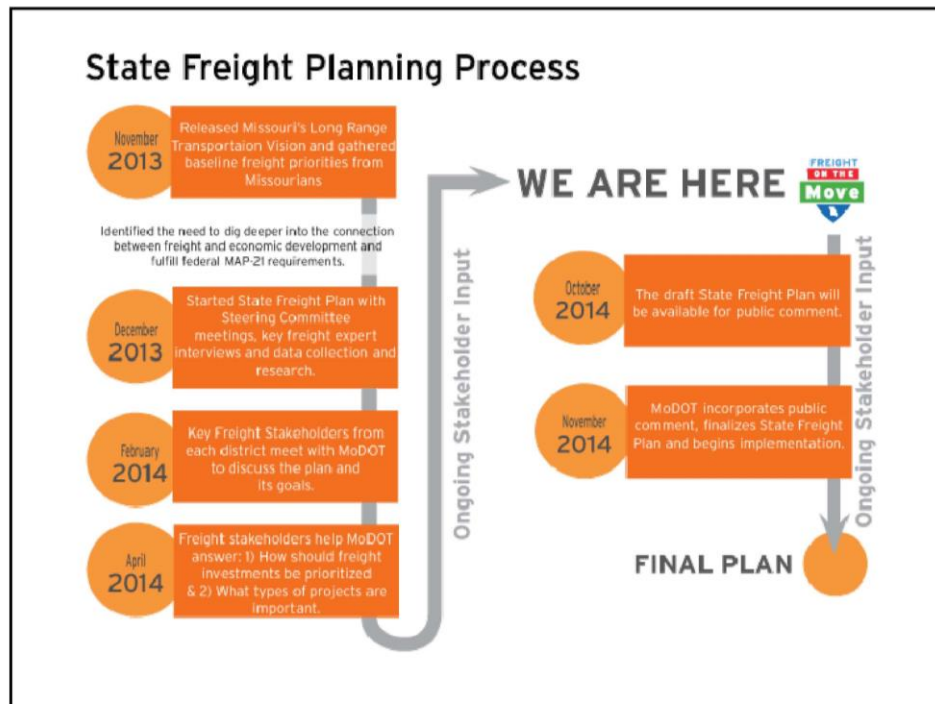 State Freight Planning Process
November
2013
Released Missouri's Long Range
Transportaion Vision and gathered
baseline freight priorities from
Missourians
Identified the need to dig deeper into the connection
between freight and economic development and
fulfill federal MAP-21 requirements.
December
2013
Started State Freight Plan with
Steering Committee
meetings, key freight expert
interviews and data collection and
research.
February
2014
Key Freight Stakeholders from
each district meet with MoDOT
to discuss the plan and
its goals.
April
2014
Freight stakeholders help MoDOT
answer: 1) How should freight
investments be prioritized
& 2) What types of projects are
important.
Ongoing Stakeholder Input
WE ARE HERE
FREIGHT
ON THE
Move
October
2014
The draft State Freight Plan will
be available for public comment.
November
2014
MoDOT incorporates public
comment, finalizes State Freight
Plan and begins implementation.
Ongoing Stakeholder Input
FINAL PLAN